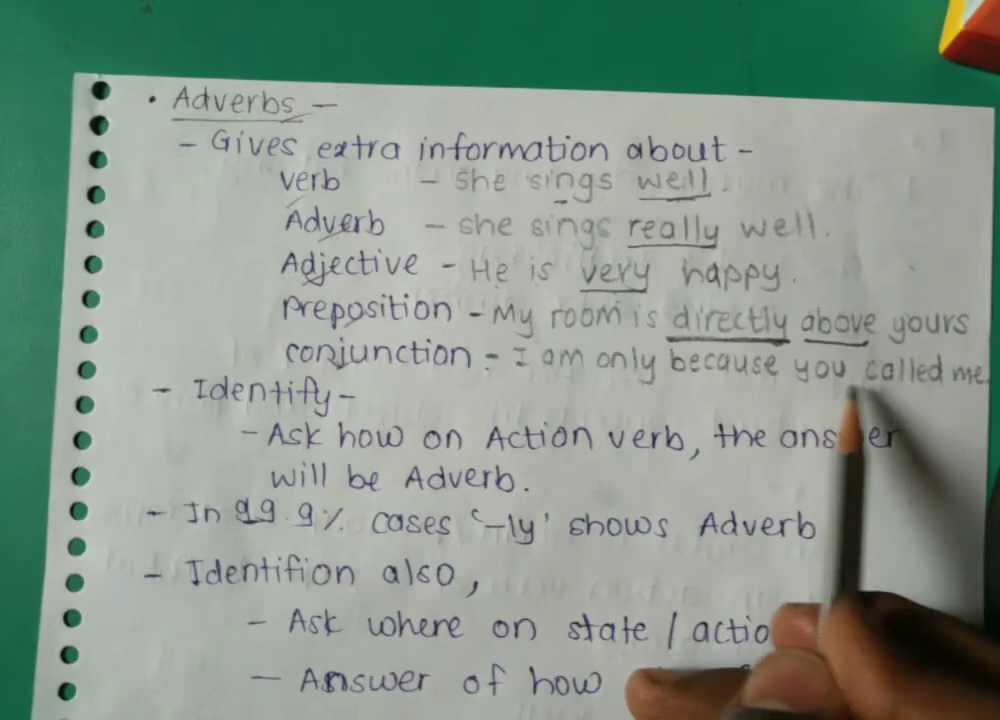 • Adverbs –
– Gives extra information about –
verb – she sings well.
Adverb – she sings really well.
Adjective – He is very happy.
Preposition – My room is directly above yours
conjunction – I am only because you called me.
– Identify –
– Ask how on Action verb, the
will be Adverb.
– In 99.9% cases '–ly' shows Adverb
– Identifion also,
– Ask where on state /
– Answer of how